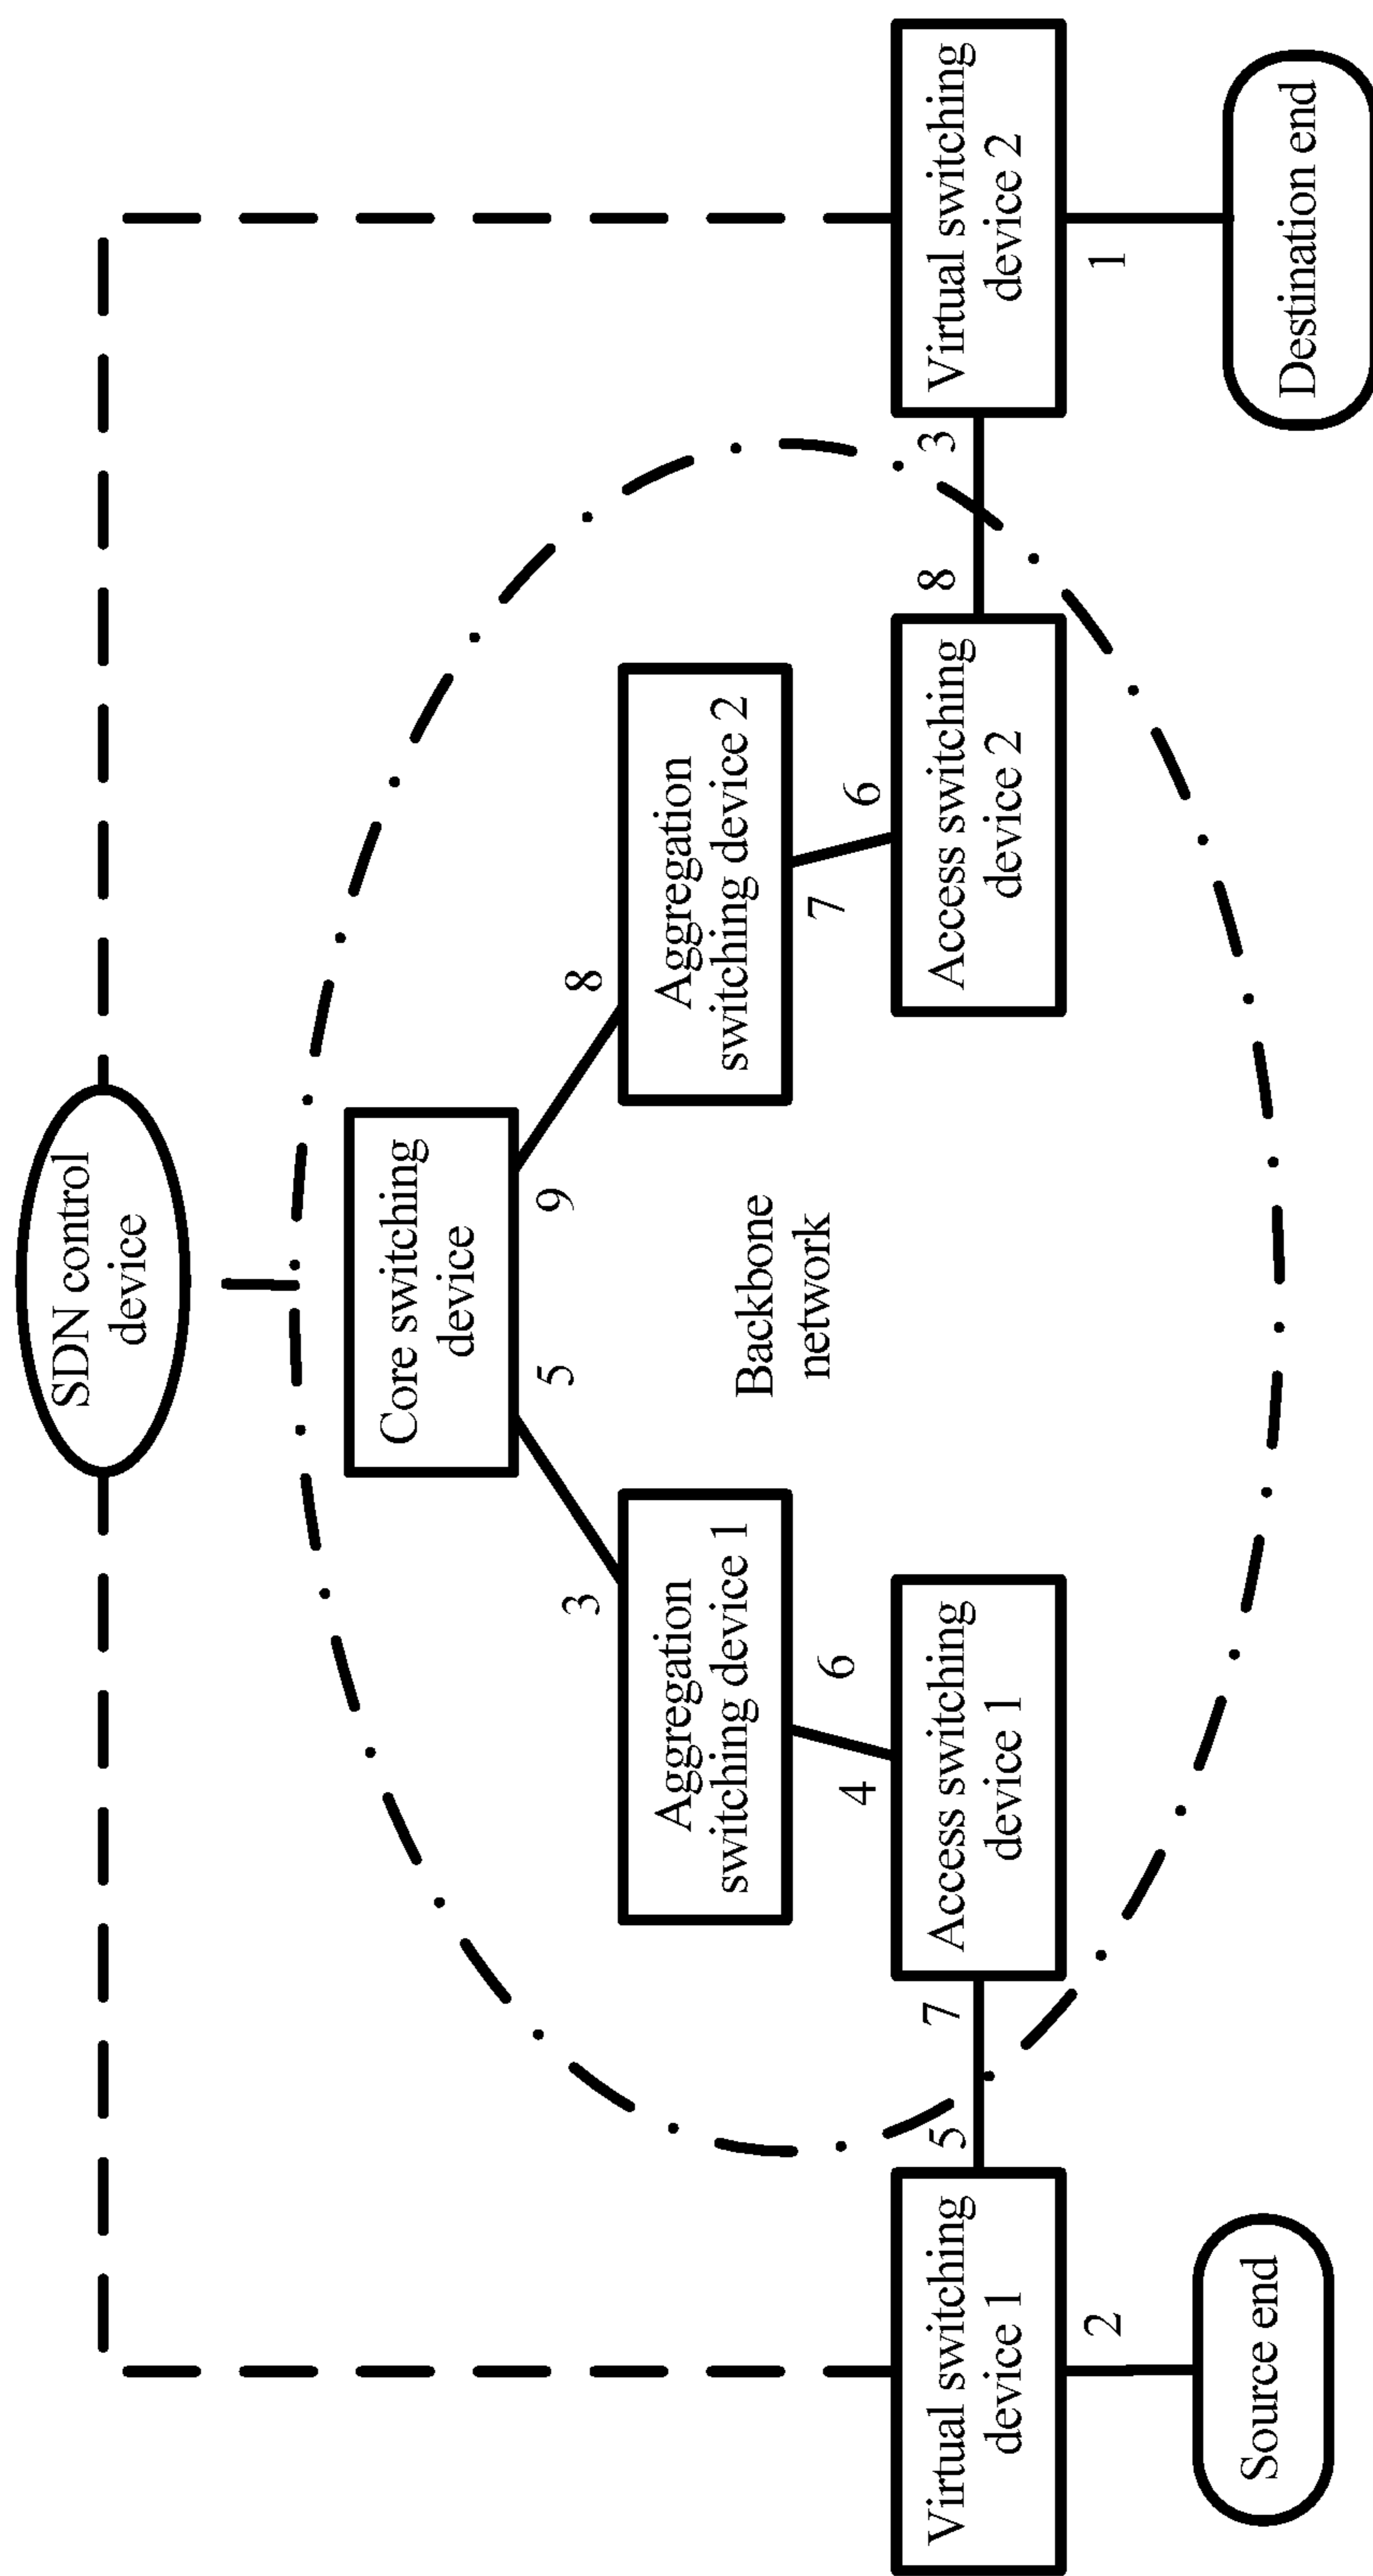 SDN control
device
Core switching
device
5
9
3
8
Aggregation
switching device 1
Aggregation
switching device 2
Backbone
network
6
7
4
6
Virtual switching
device 1
5
7
Access switching
device 1
Access switching
device 2
8
3
Virtual switching
device 2
2
1
Source end
Destination end